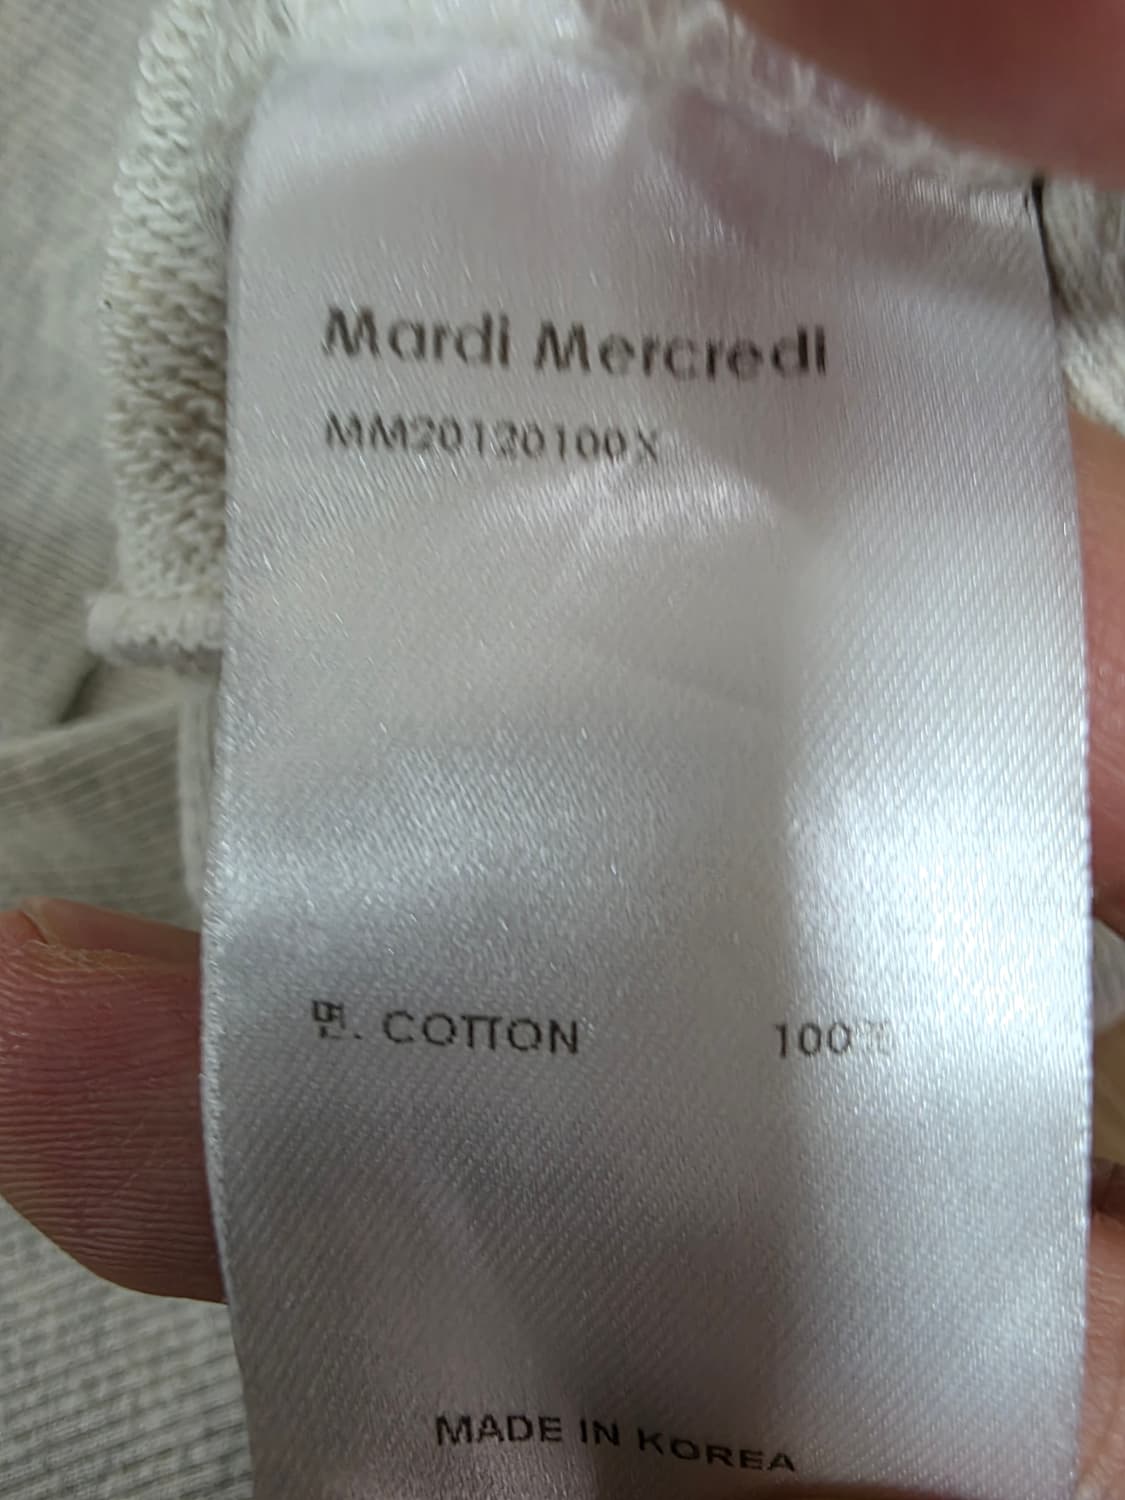 Mardi Mercredi
MM20120100X
면. COTTON 100%
MADE IN KOREA